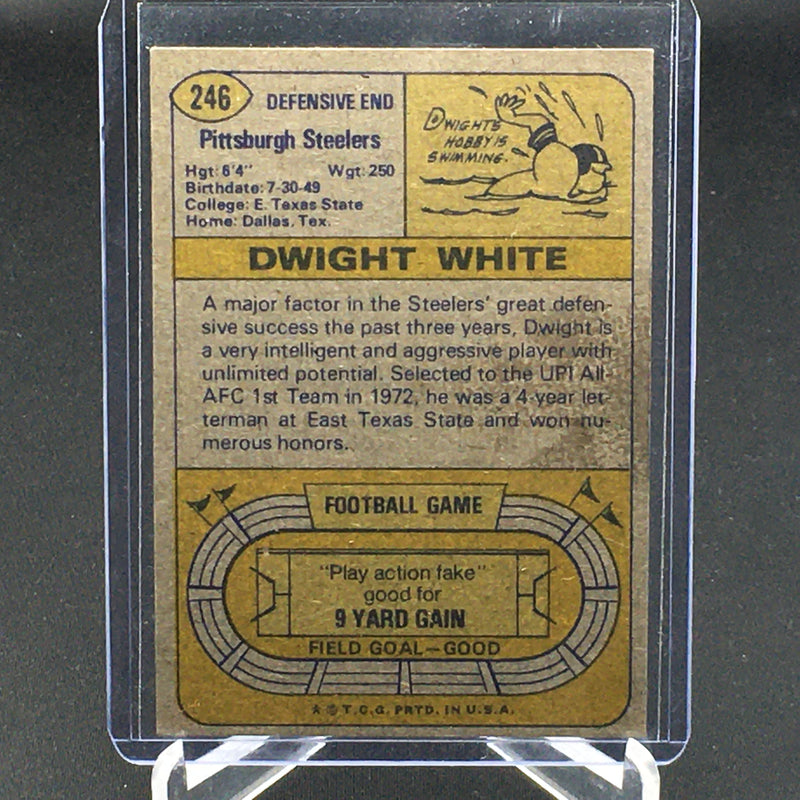 246
DEFENSIVE END
Pittsburgh Steelers
Hgt: 6'4" Wgt: 250
Birthdate: 7-30-49
College: E. Texas State
Home: Dallas, Tex.
DWIGHT'S
HOBBY IS
SWIMMING.
DWIGHT WHITE
A major factor in the Steelers' great defen-
sive success the past three years, Dwight is
a very intelligent and aggressive player with
unlimited potential. Selected to the UPI All-
AFC 1st Team in 1972, he was a 4-year let-
terman at East Texas State and won nu-
merous honors.
FOOTBALL GAME
"Play action fake"
good for
9 YARD GAIN
FIELD GOAL—GOOD
★ © T.C.G. PRTD. IN U.S.A.